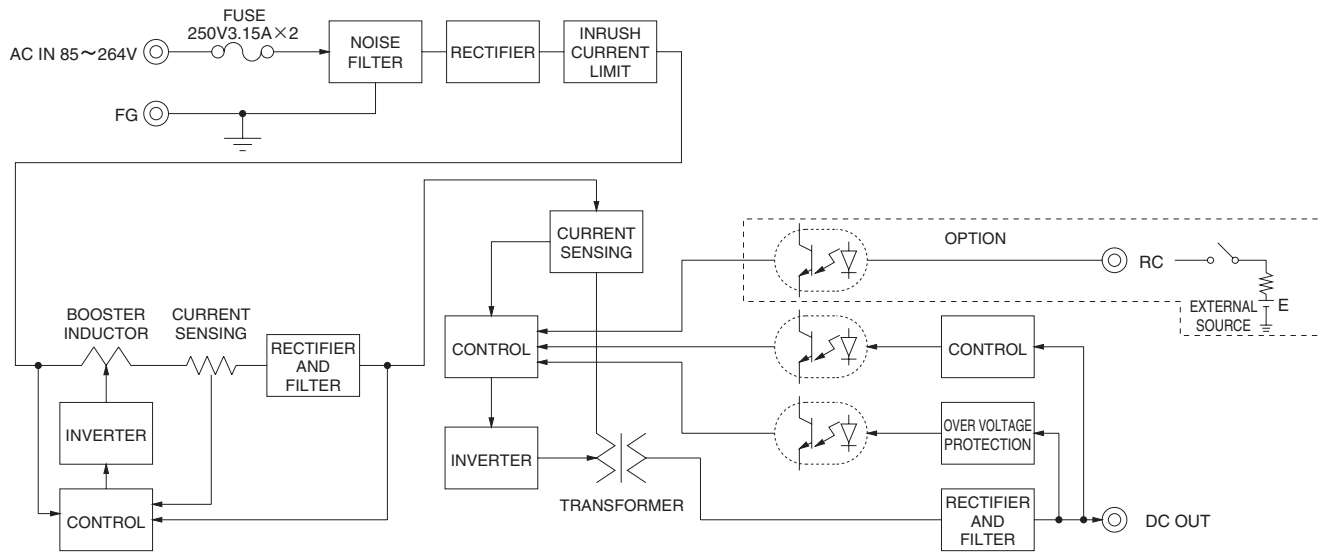 FUSE
250V3.15A×2
AC IN 85～264V
NOISE
FILTER
RECTIFIER
INRUSH
CURRENT
LIMIT
FG
CURRENT
SENSING
OPTION
RC
E
EXTERNAL
SOURCE
BOOSTER
INDUCTOR
CURRENT
SENSING
RECTIFIER
AND
FILTER
CONTROL
CONTROL
INVERTER
OVER VOLTAGE
PROTECTION
INVERTER
TRANSFORMER
CONTROL
RECTIFIER
AND
FILTER
DC OUT